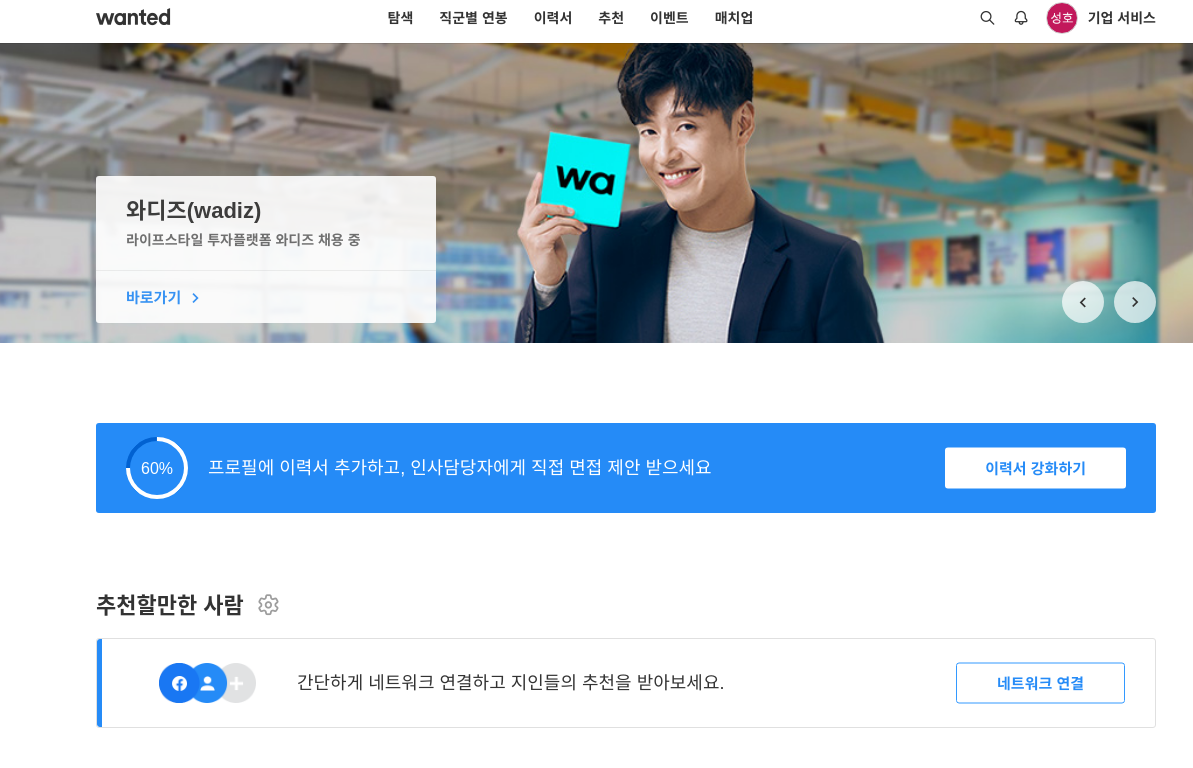 wanted
탐색 직군별 연봉 이력서 추천 이벤트 매치업
성호 기업 서비스
wa
와디즈(wadiz)
라이프스타일 투자플랫폼 와디즈 채용 중
바로가기
60% 프로필에 이력서 추가하고, 인사담당자에게 직접 면접 제안 받으세요 이력서 강화하기
추천할만한 사람
간단하게 네트워크 연결하고 지인들의 추천을 받아보세요. 네트워크 연결